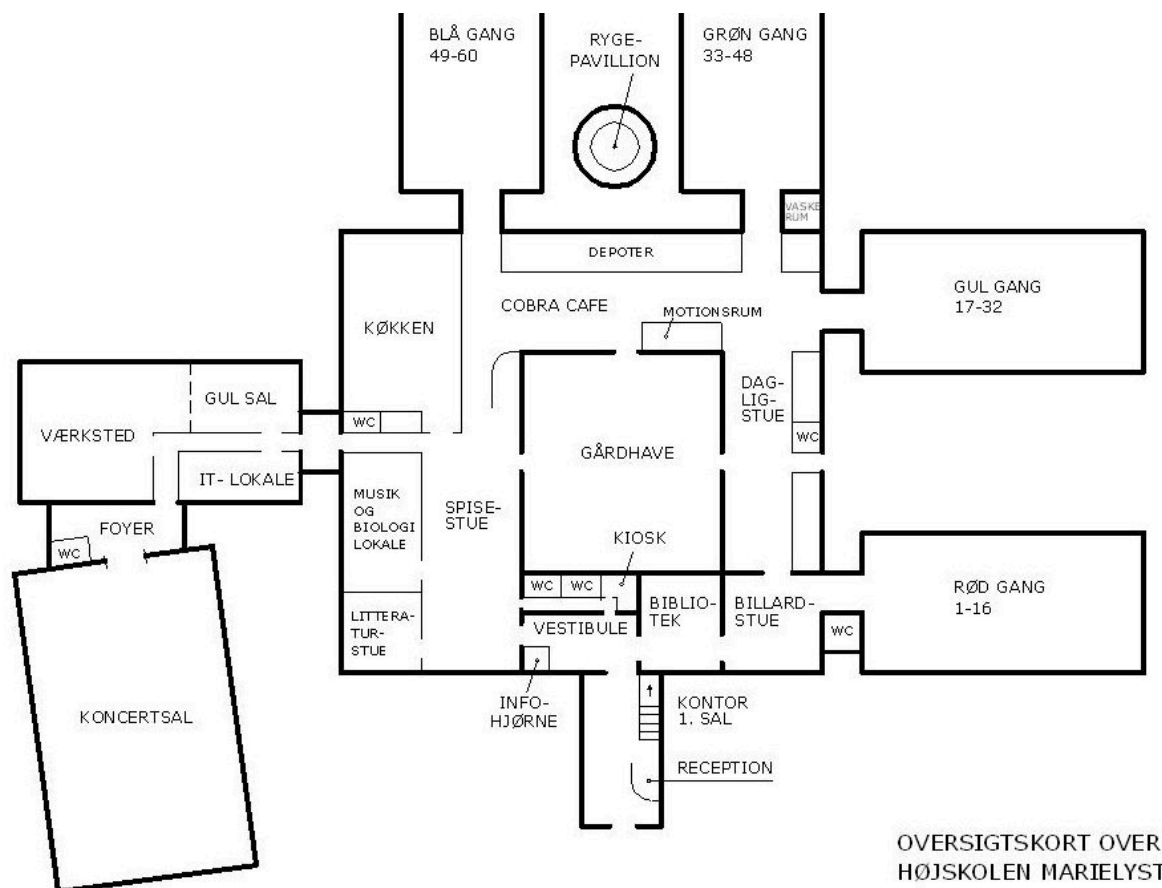 BLÅ GANG
49-60
RYGE-
PAVILLION
GRØN GANG
33-48
VASKE
RUM
DEPOTER
GUL GANG
17-32
COBRA CAFE
MOTIONSRUM
KØKKEN
DAG-
LIG-
STUE
WC
GUL SAL
WC
VÆRKSTED
GÅRDHAVE
IT- LOKALE
MUSIK
OG
BIOLOGI
LOKALE
SPISE-
STUE
FOYER
WC
KIOSK
WC
WC
RØD GANG
1-16
BIBLIO-
TEK
BILLARD-
STUE
LITTERA-
TUR-
STUE
VESTIBULE
WC
INFO-
HJØRNE
KONTOR
1. SAL
KONCERTSAL
RECEPTION
OVERSIGTSKORT OVER
HØJSKOLEN MARIELYST